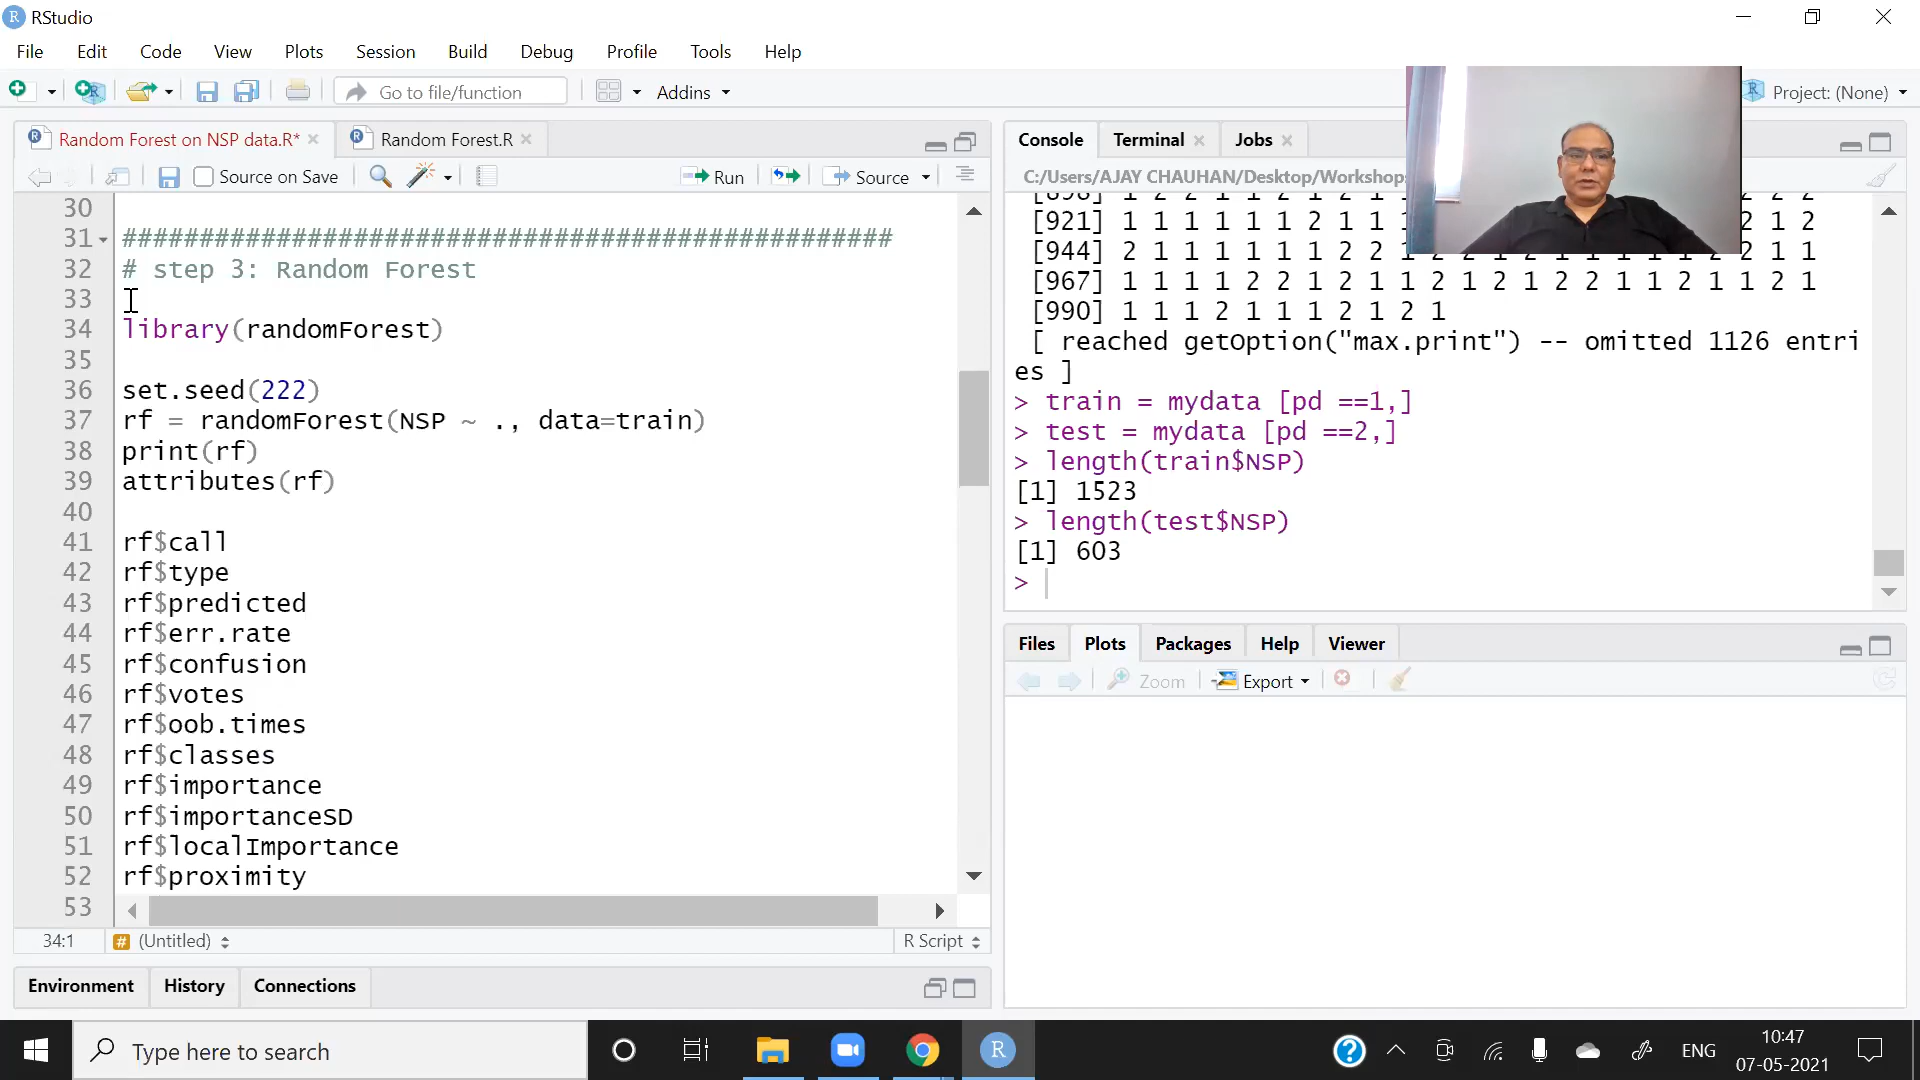 RStudio
File Edit Code View Plots Session Build Debug Profile Tools Help
Go to file/function Addins Project: (None)
Random Forest on NSP data.R* Random Forest.R
Source on Save Run Source
30
31 ##################################################
32 # step 3: Random Forest
33
34 library(randomForest)
35
36 set.seed(222)
37 rf = randomForest(NSP ~ ., data=train)
38 print(rf)
39 attributes(rf)
40
41 rf$call
42 rf$type
43 rf$predicted
44 rf$err.rate
45 rf$confusion
46 rf$votes
47 rf$oob.times
48 rf$classes
49 rf$importance
50 rf$importanceSD
51 rf$localImportance
52 rf$proximity
53
34:1 (Untitled) R Script
Environment History Connections
Console Terminal Jobs
C:/Users/AJAY CHAUHAN/Desktop/Workshop
[921] 1 1 1 1 1 1 2 1 1 2 1 2
[944] 2 1 1 1 1 1 1 2 2 1 1
[967] 1 1 1 1 2 2 1 2 1 1 2 1 2 1 2 2 1 1 2 1 1 2 1
[990] 1 1 1 2 1 1 1 2 1 2 1
[ reached getOption("max.print") -- omitted 1126 entri
es ]
> train = mydata [pd ==1,]
> test = mydata [pd ==2,]
> length(train$NSP)
[1] 1523
> length(test$NSP)
[1] 603
>
Files Plots Packages Help Viewer
Zoom Export
Type here to search
ENG
10:47
07-05-2021